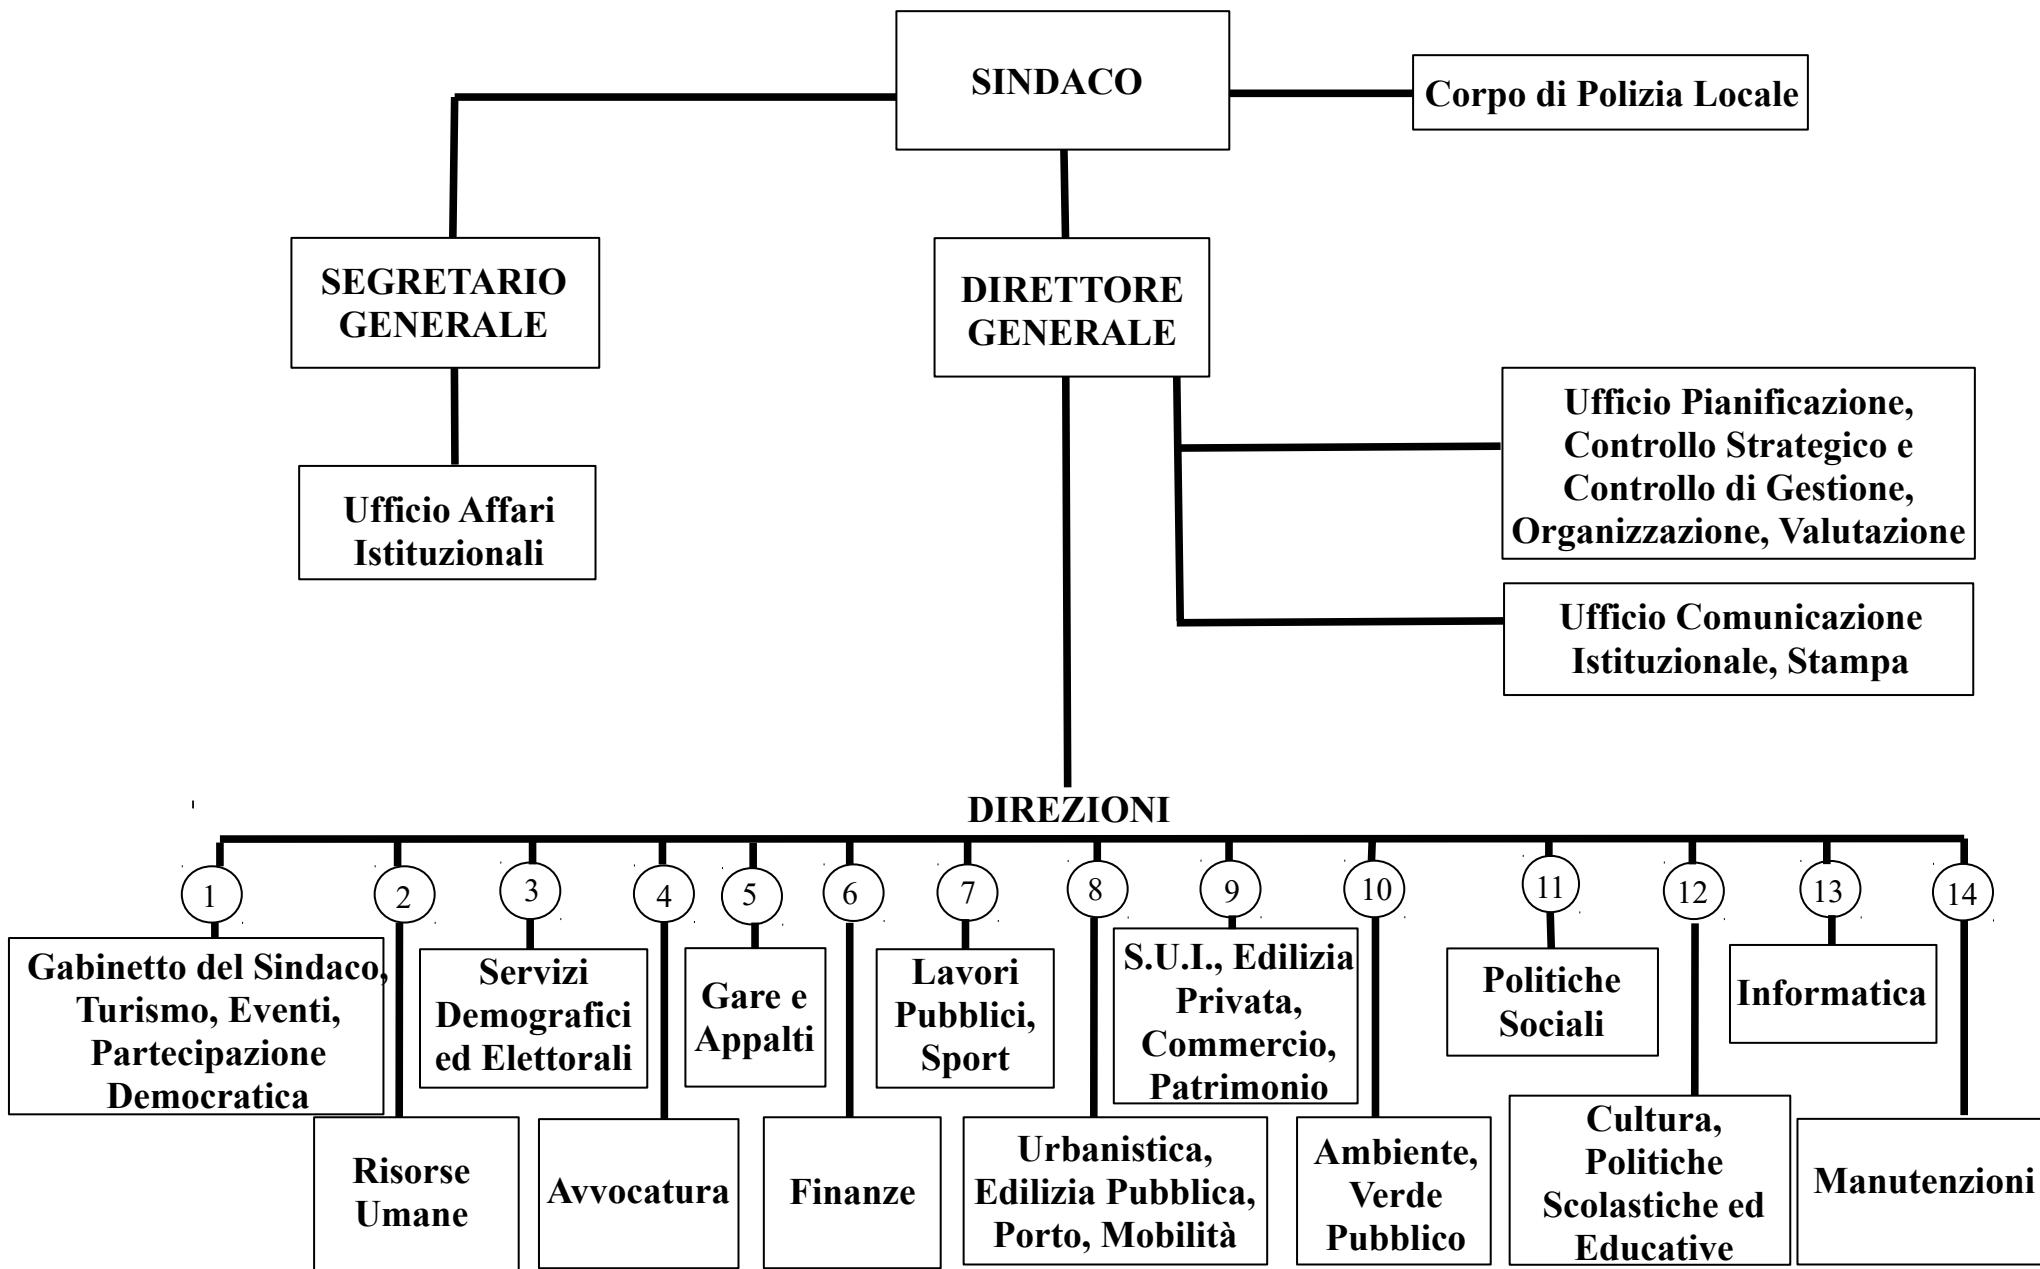 SINDACO
Corpo di Polizia Locale
SEGRETARIO
GENERALE
DIRETTORE
GENERALE
Ufficio Pianificazione,
Controllo Strategico e
Controllo di Gestione,
Organizzazione, Valutazione
Ufficio Affari
Istituzionali
Ufficio Comunicazione
Istituzionale, Stampa
DIREZIONI
1
2
3
4
5
6
7
8
9
10
11
12
13
14
Gabinetto del Sindaco,
Turismo, Eventi,
Partecipazione
Democratica
Servizi
Demografici
ed Elettorali
Gare e
Appalti
Lavori
Pubblici,
Sport
S.U.I., Edilizia
Privata,
Commercio,
Patrimonio
Politiche
Sociali
Informatica
Risorse
Umane
Avvocatura
Finanze
Urbanistica,
Edilizia Pubblica,
Porto, Mobilità
Ambiente,
Verde
Pubblico
Cultura,
Politiche
Scolastiche ed
Educative
Manutenzioni